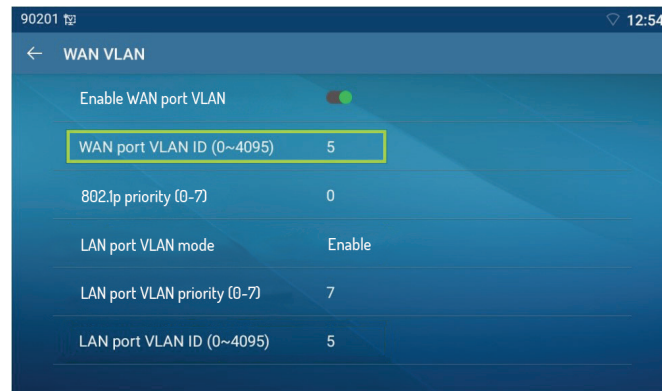 90201 12:54
WAN VLAN
Enable WAN port VLAN
WAN port VLAN ID (0~4095) 5
802.1p priority (0-7) 0
LAN port VLAN mode Enable
LAN port VLAN priority (0-7) 7
LAN port VLAN ID (0~4095) 5